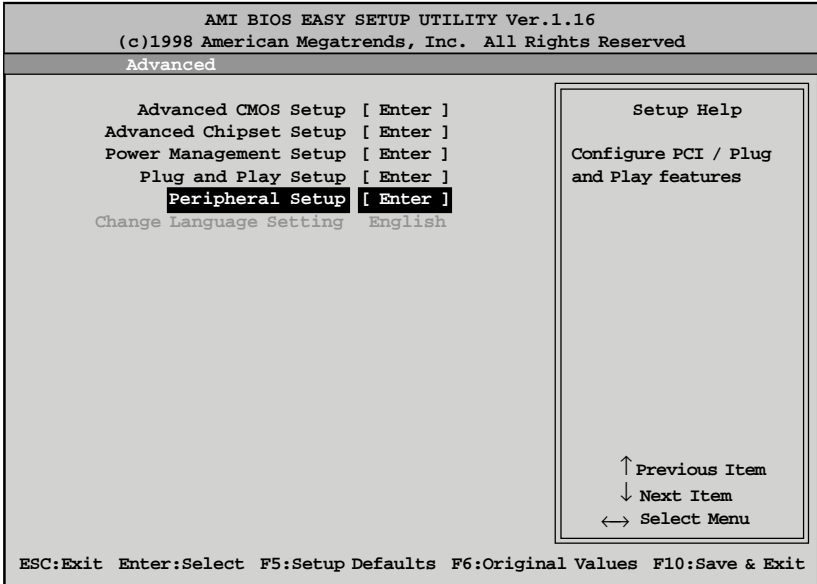 AMI BIOS EASY SETUP UTILITY Ver.1.16
(c)1998 American Megatrends, Inc. All Rights Reserved
Advanced
Advanced CMOS Setup [ Enter ]
Advanced Chipset Setup [ Enter ]
Power Management Setup [ Enter ]
Plug and Play Setup [ Enter ]
Peripheral Setup [ Enter ]
Change Language Setting English
Setup Help
Configure PCI / Plug
and Play features
↑ Previous Item
↓ Next Item
←→ Select Menu
ESC:Exit Enter:Select F5:Setup Defaults F6:Original Values F10:Save & Exit